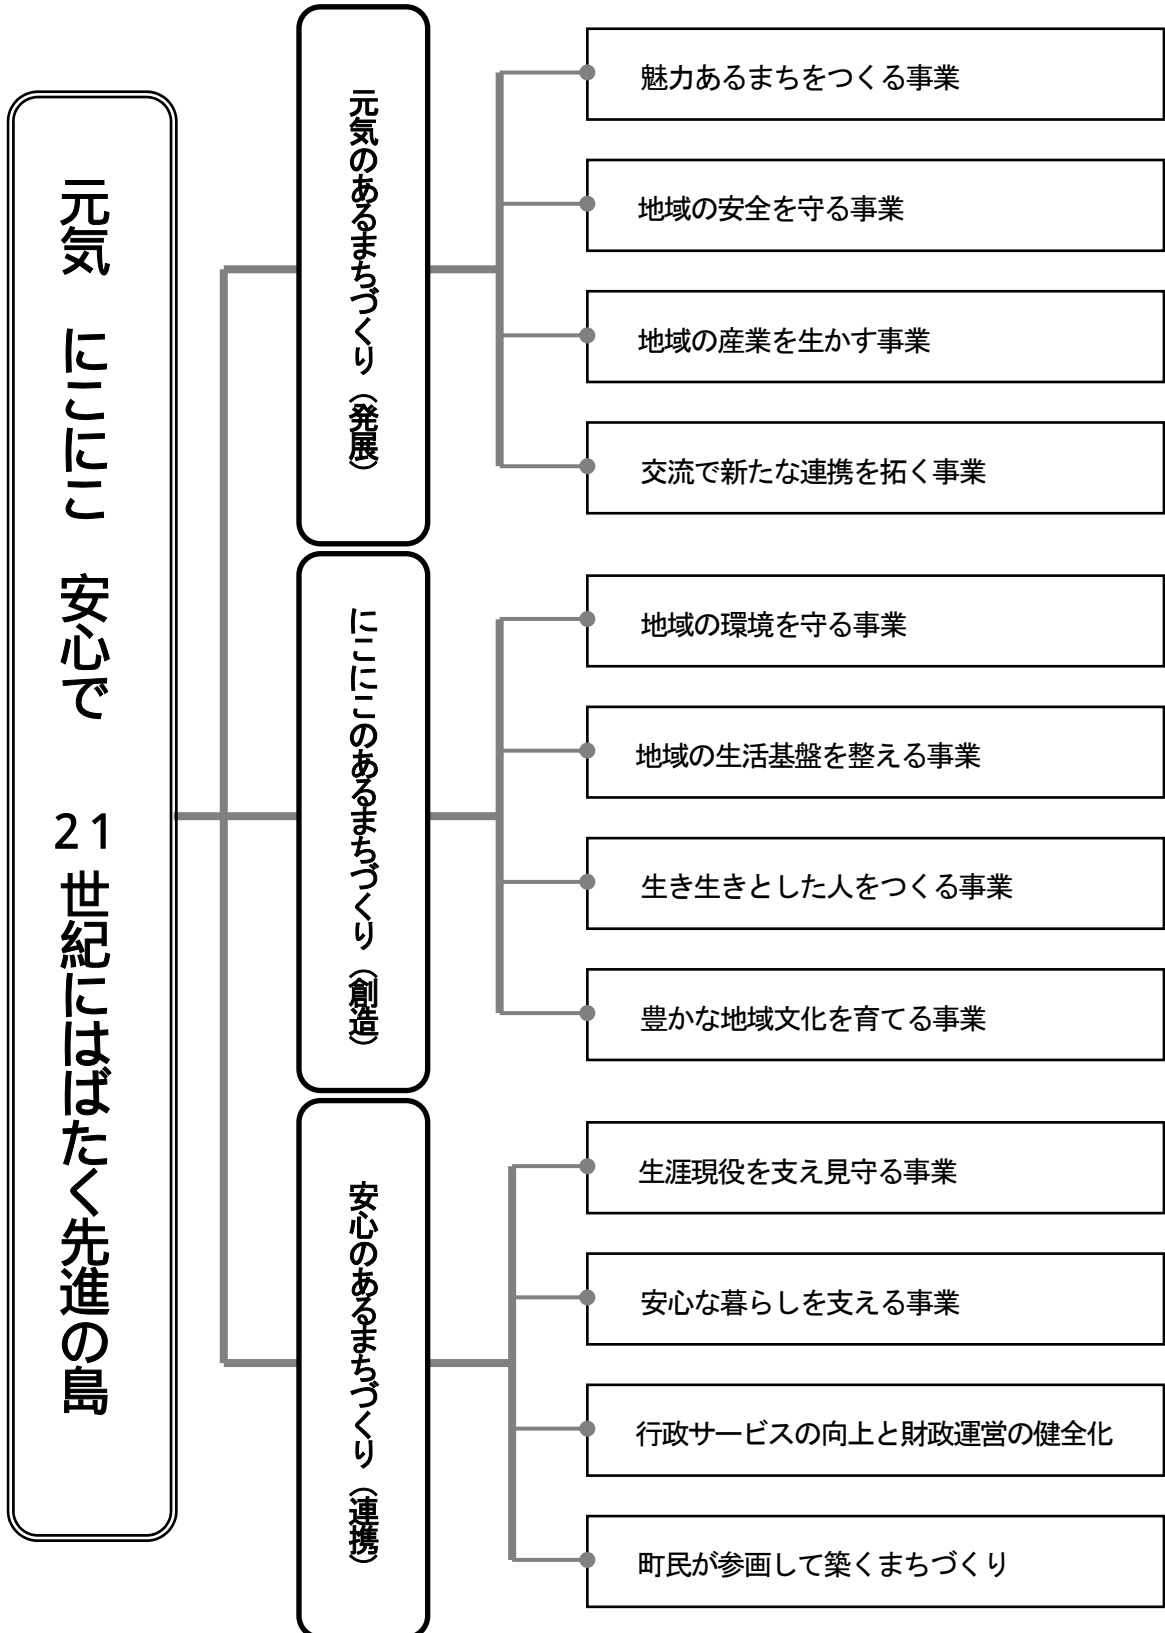 元気 にこにこ 安心で 21世紀にはばたく先進の島
元気のあるまちづくり（発展）
魅力あるまちをつくる事業
地域の安全を守る事業
地域の産業を生かす事業
交流で新たな連携を拓く事業
にこにこのあるまちづくり（創造）
地域の環境を守る事業
地域の生活基盤を整える事業
生き生きとした人をつくる事業
豊かな地域文化を育てる事業
安心のあるまちづくり（連携）
生涯現役を支え見守る事業
安心な暮らしを支える事業
行政サービスの向上と財政運営の健全化
町民が参画して築くまちづくり